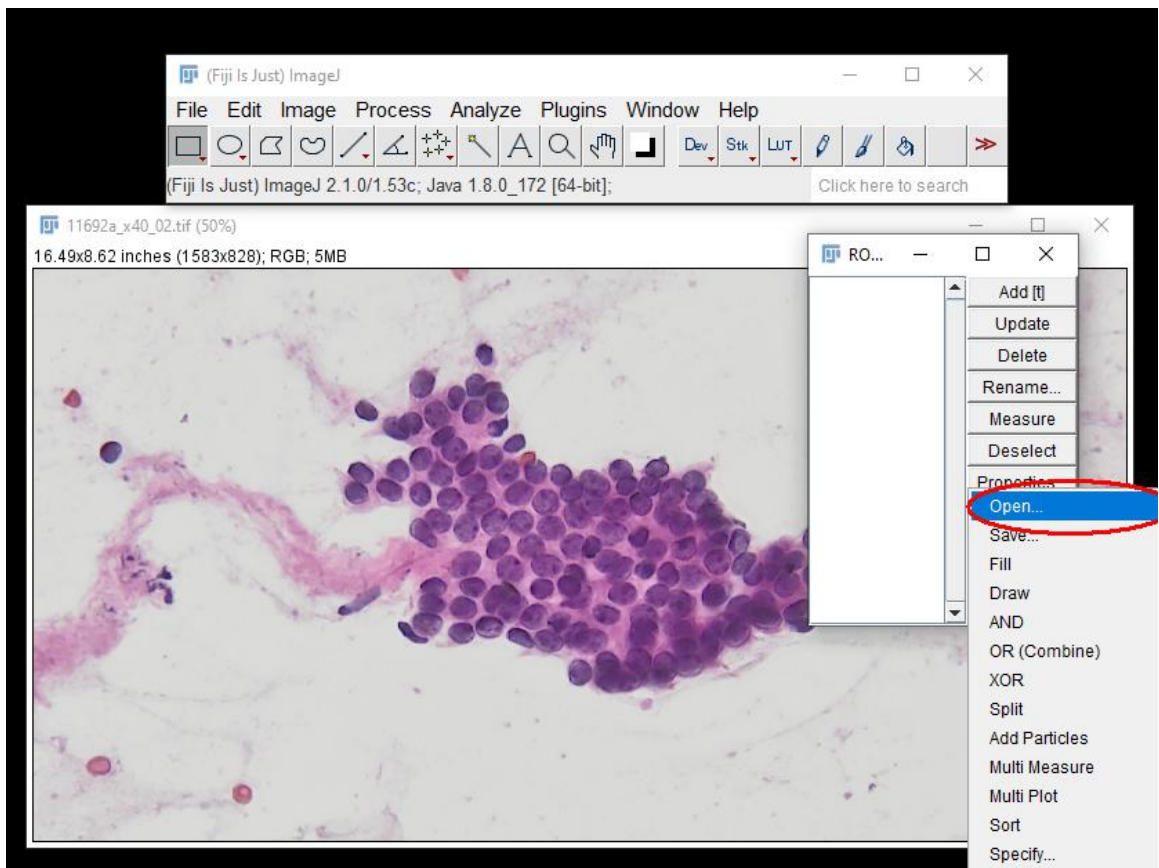 (Fiji Is Just) ImageJ
File Edit Image Process Analyze Plugins Window Help
Dev Stk LUT
(Fiji Is Just) ImageJ 2.1.0/1.53c; Java 1.8.0_172 [64-bit]; Click here to search
11692a_x40_02.tif (50%)
16.49x8.62 inches (1583x828); RGB; 5MB
RO...
Add [t]
Update
Delete
Rename...
Measure
Deselect
Properties...
Open...
Save...
Fill
Draw
AND
OR (Combine)
XOR
Split
Add Particles
Multi Measure
Multi Plot
Sort
Specify...